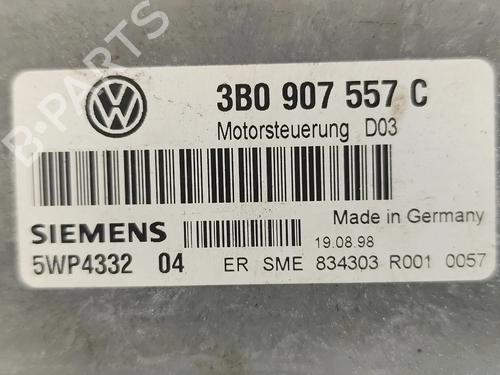 B-PARTS
3B0 907 557 C
Motorsteuerung D03
Made in Germany
SIEMENS
19.08.98
5WP4332 04 ER SME 834303 R001 0057